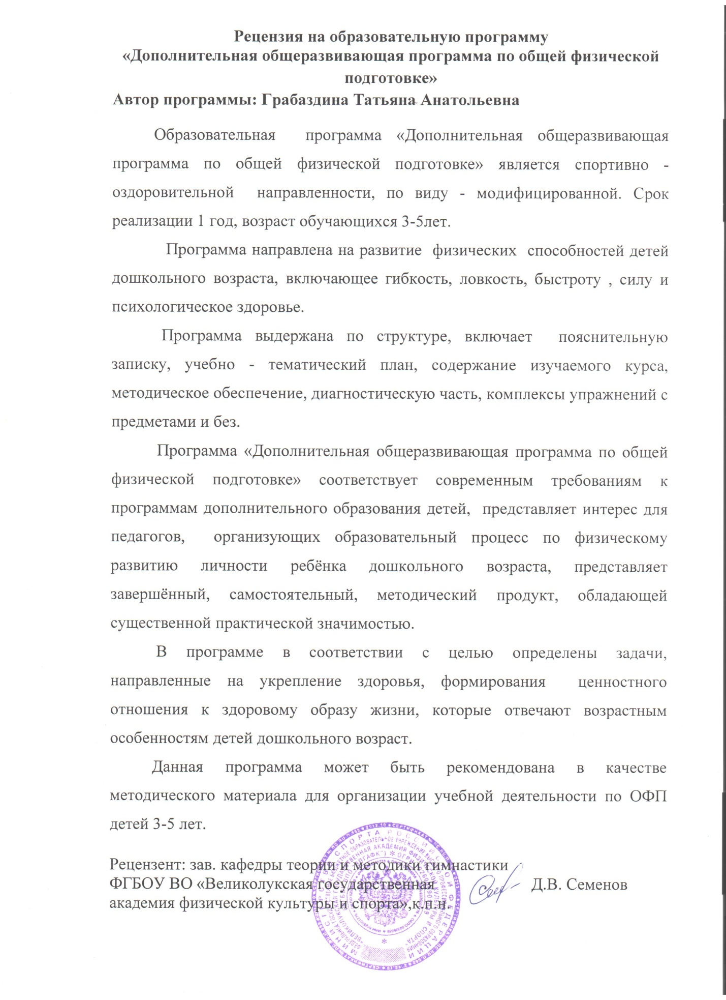 Рецензия на образовательную программу
«Дополнительная общеразвивающая программа по общей физической
подготовке»
Автор программы: Грабаздина Татьяна Анатольевна
Образовательная программа «Дополнительная общеразвивающая
программа по общей физической подготовке» является спортивно -
оздоровительной направленности, по виду - модифицированной. Срок
реализации 1 год, возраст обучающихся 3-5лет.
Программа направлена на развитие физических способностей детей
дошкольного возраста, включающее гибкость, ловкость, быстроту , силу и
психологическое здоровье.
Программа выдержана по структуре, включает пояснительную
записку, учебно - тематический план, содержание изучаемого курса,
методическое обеспечение, диагностическую часть, комплексы упражнений с
предметами и без.
Программа «Дополнительная общеразвивающая программа по общей
физической подготовке» соответствует современным требованиям к
программам дополнительного образования детей, представляет интерес для
педагогов, организующих образовательный процесс по физическому
развитию личности ребёнка дошкольного возраста, представляет
завершённый, самостоятельный, методический продукт, обладающей
существенной практической значимостью.
В программе в соответствии с целью определены задачи,
направленные на укрепление здоровья, формирования ценностного
отношения к здоровому образу жизни, которые отвечают возрастным
особенностям детей дошкольного возраст.
Данная программа может быть рекомендована в качестве
методического материала для организации учебной деятельности по ОФП
детей 3-5 лет.
Рецензент: зав. кафедры теории и методики гимнастики
ФГБОУ ВО «Великолукская государственная Д.В. Семенов
академия физической культуры и спорта»,к.п.н.
МИНИСТЕРСТВО СПОРТА РОССИЙСКОЙ ФЕДЕРАЦИИ